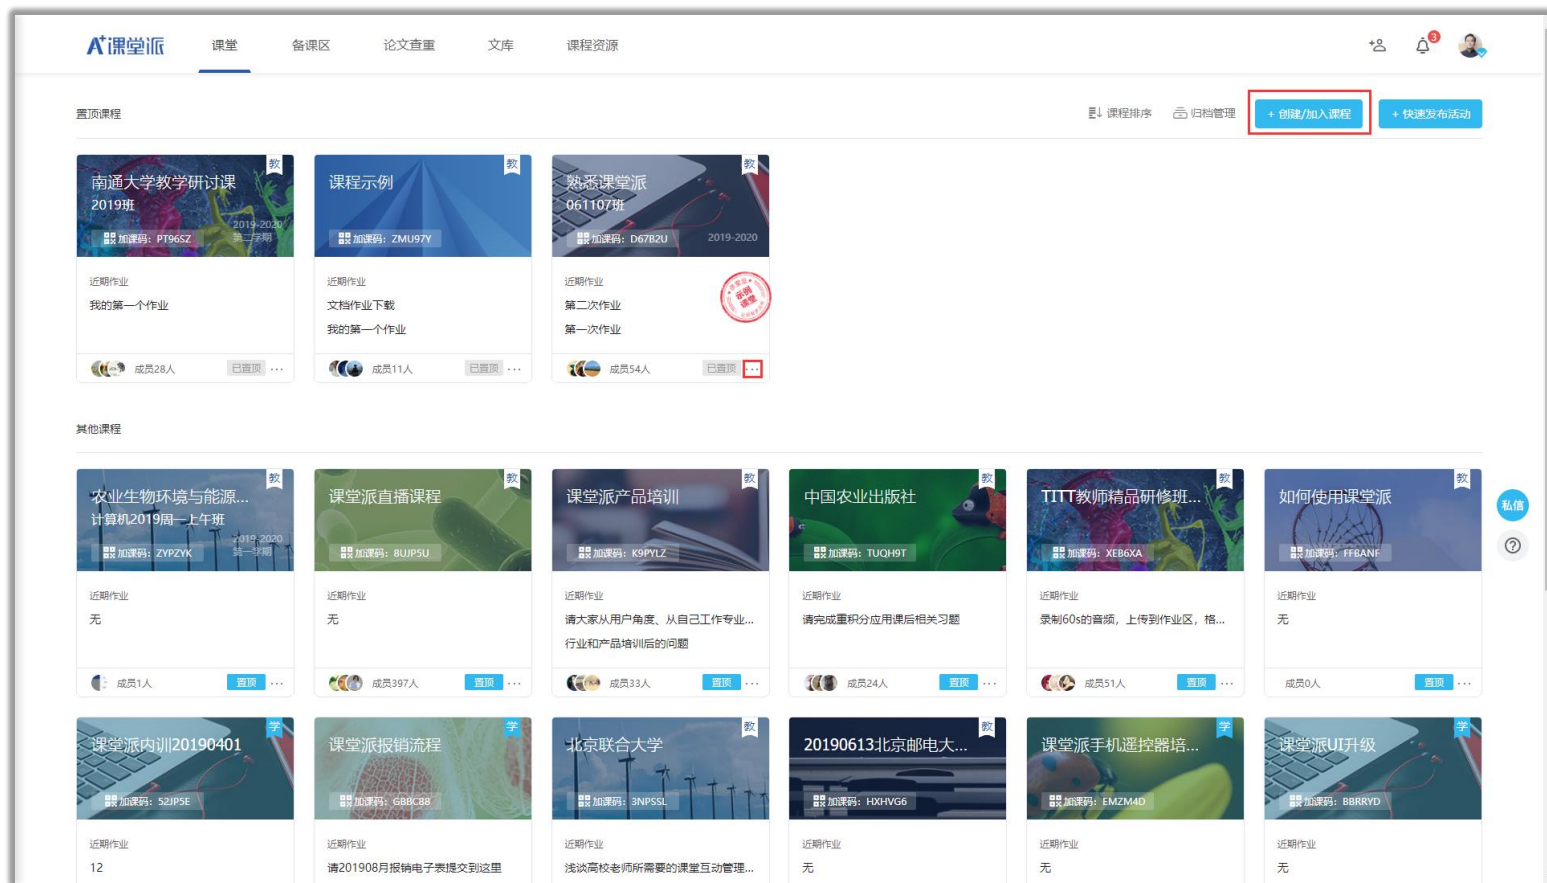 A+课堂派
课堂
备课区
论文查重
文库
课程资源
3
置顶课程
课程排序
归档管理
+ 创建/加入课程
+ 快速发布活动
教
南通大学教学研讨课
2019班
2019-2020
第二学期
加课码：PT96SZ
近期作业
我的第一个作业
成员28人
已置顶
...
教
课程示例
加课码：ZMU97Y
近期作业
文档作业下载
我的第一个作业
成员11人
已置顶
...
教
熟悉课堂派
061107班
加课码：D67B2U
2019-2020
近期作业
第二次作业
第一次作业
示例
课堂
成员54人
已置顶
...
其他课程
教
农业生物环境与能源...
计算机2019周一上午班
2019-2020
第一学期
加课码：ZYPZYK
近期作业
无
成员1人
置顶
...
教
课堂派直播课程
加课码：8UJP5U
近期作业
无
成员397人
置顶
...
教
课堂派产品培训
加课码：K9PYLZ
近期作业
请大家从用户角度、从自己工作专业...
行业和产品培训后的问题
成员33人
置顶
...
教
中国农业出版社
加课码：TUQH9T
近期作业
请完成重积分应用课后相关习题
成员24人
置顶
...
教
TITT教师精品研修班...
加课码：XEB6XA
近期作业
录制60s的音频，上传到作业区，格...
成员51人
置顶
...
教
如何使用课堂派
加课码：FFBANF
近期作业
无
成员0人
置顶
...
私信
?
学
课堂派内训20190401
加课码：52JP5E
近期作业
12
学
课堂派报销流程
加课码：GBBC88
近期作业
请201908月报销电子表提交到这里
教
北京联合大学
加课码：3NPSSL
近期作业
浅谈高校老师所需要的课堂互动管理...
教
20190613北京邮电大...
加课码：HXHVG6
近期作业
无
学
课堂派手机遥控器培...
加课码：EMZM4D
近期作业
无
学
课堂派UI升级
加课码：BBRRYD
近期作业
无